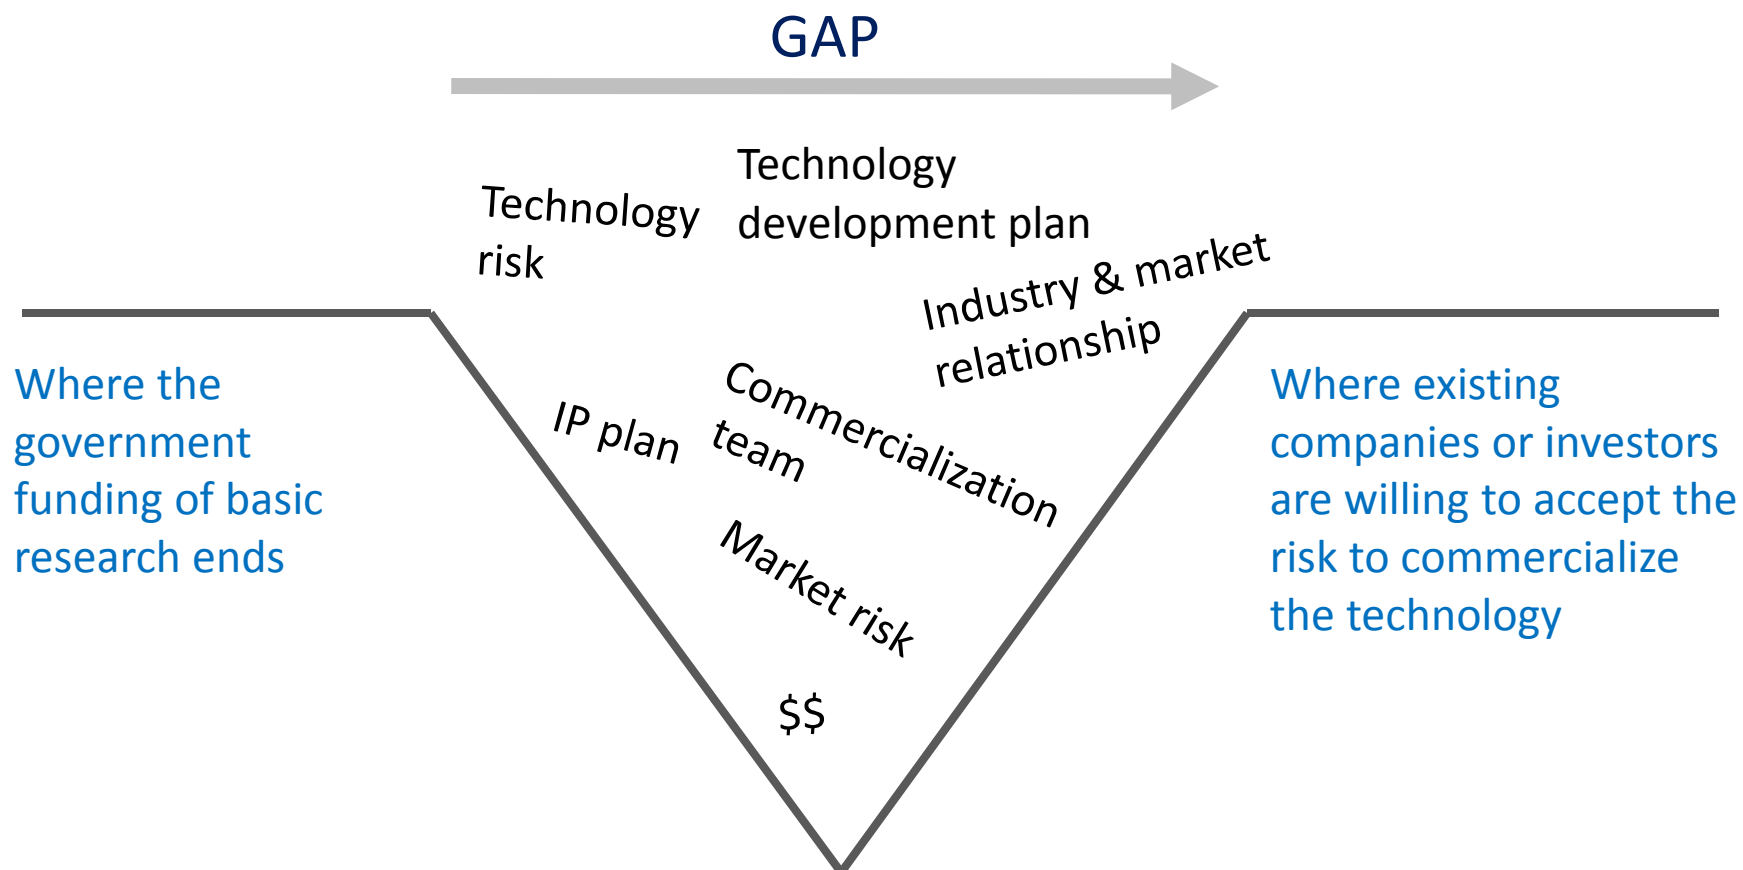 GAP
Technology
development plan
Technology
risk
Industry & market
relationship
Where the
government
funding of basic
research ends
IP plan
Commercialization
team
Market risk
$$
Where existing
companies or investors
are willing to accept the
risk to commercialize
the technology